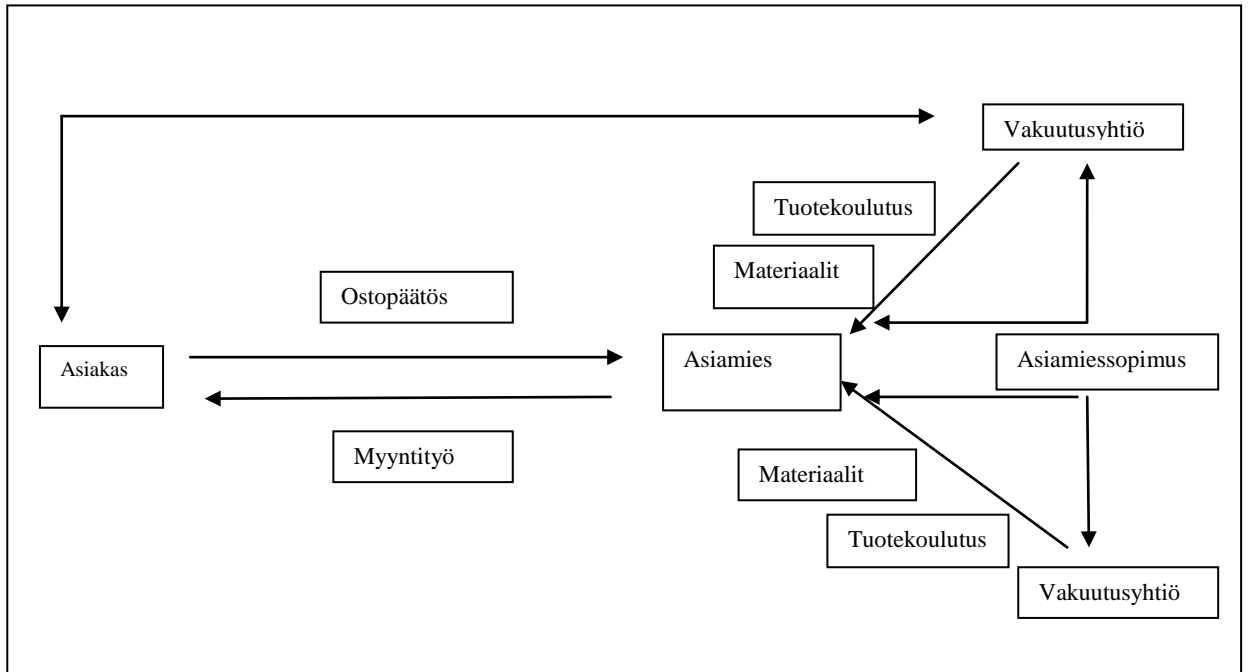 Vakuutusyhtiö
Tuotekoulutus
Materiaalit
Ostopäätös
Asiakas
Asiamies
Asiamiessopimus
Myyntityö
Materiaalit
Tuotekoulutus
Vakuutusyhtiö